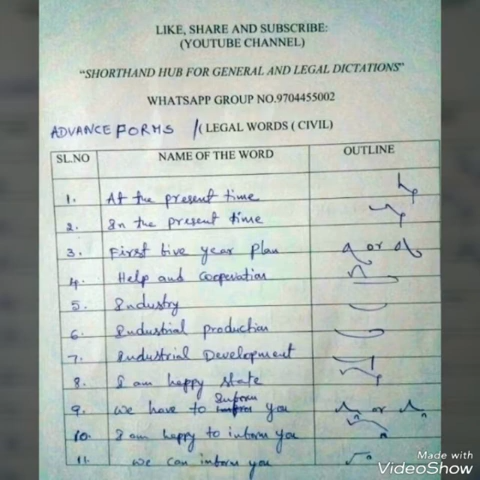 LIKE, SHARE AND SUBSCRIBE:
(YOUTUBE CHANNEL)
"SHORTHAND HUB FOR GENERAL AND LEGAL DICTATIONS"
WHATSAPP GROUP NO.9704455002
ADVANCE FORMS /(LEGAL WORDS ( CIVIL)
SL.NO NAME OF THE WORD OUTLINE
1. At the present time
2. In the present time
3. First five year plan or
4. Help and cooperation
5. Industry
6. Industrial production
7. Industrial Development
8. I am happy state
9. we have to inform you or
10. I am happy to inform you
11. we can inform you
Made with
VideoShow